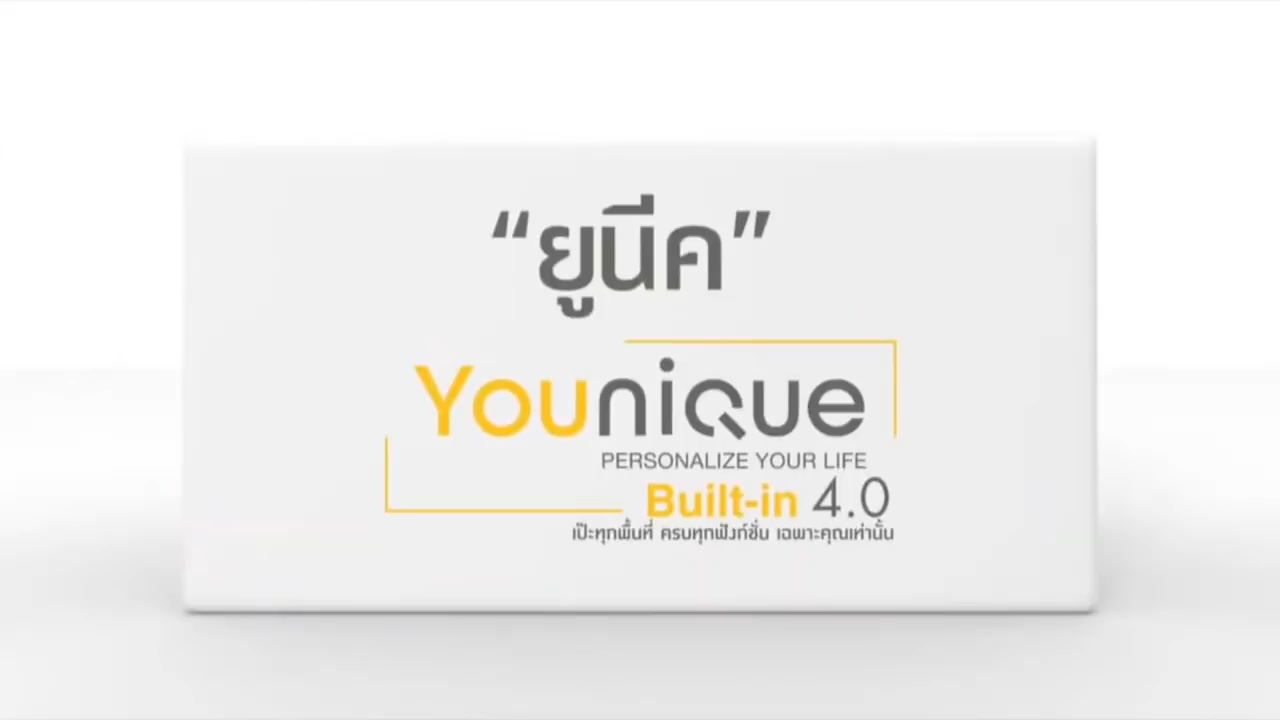 “ยูนีค”
Younique
PERSONALIZE YOUR LIFE
Built-in 4.0
เป๊ะทุกพื้นที่ ครบทุกฟังก์ชั่น เฉพาะคุณเท่านั้น